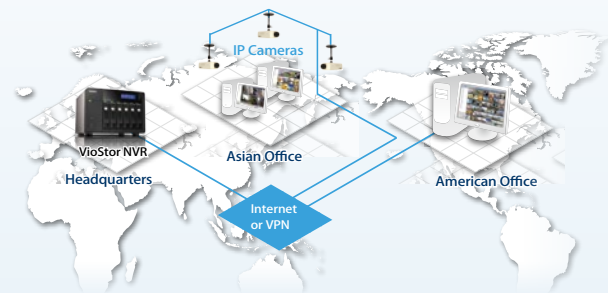 IP Cameras
VioStor NVR
Headquarters
Asian Office
American Office
Internet
or VPN